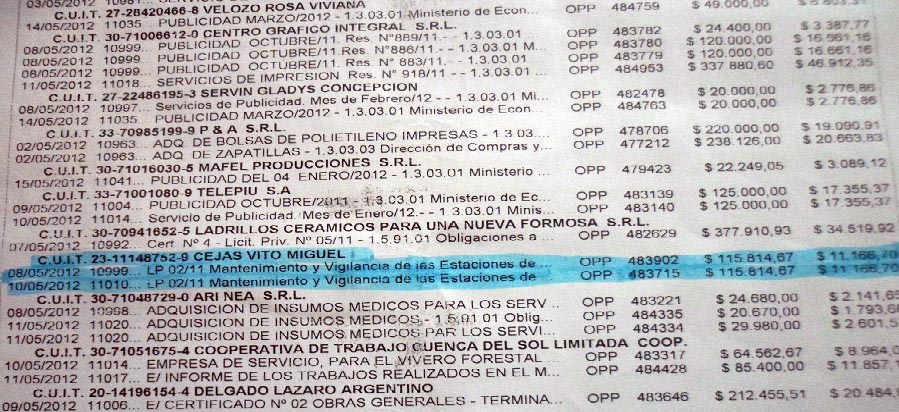 03/05/2012
C.U.I.T. 27-28420466-6 REVOZO ROSA VIVIANA OPP 484759 $ 49.000,00
14/05/2012 11035 PUBLICIDAD MARZO/2012 - 1.3.03.01 Ministerio de Econ...
C.U.I.T. 30-71006612-0 CENTRO GRAFICO INTEGRAL S.R.L. OPP 483782 $ 24.400,00 $ 3.387,77
08/05/2012 10999... PUBLICIDAD OCTUBRE/11. Res. N°889/11.- - 1.3.03.01 OPP 483780 $ 120.000,00 $ 16.661,16
08/05/2012 10999... PUBLICIDAD OCTUBRE/11 Res. N°886/11.- - 1.3.03.01 M... OPP 483779 $ 120.000,00 $ 16.661,16
08/05/2012 10999... PUBLICIDAD OCTUBRE/11. Res. N° 883/11.- - 1.3.03.01 OPP 484953 $ 337.880,60 $ 46.912,35
11/05/2012 11018... SERVICIOS DE IMPRESION Res. N° 918/11 -- - 1.3.03.01
C.U.I.T. 27-22486195-3 SERVIN GLADYS CONCEPCION OPP 482478 $ 20.000,00 $ 2.776,86
08/05/2012 10997... Servicios de Publicidad. Mes de Febrero/12 - - 1.3.03.01 Mi... OPP 484763 $ 20.000,00 $ 2.776,86
14/05/2012 11035 PUBLICIDAD MARZO/2012 - 1.3.03.01 Ministerio de Econ...
C.U.I.T. 33-70985199-9 P & A S.R.L. OPP 478706 $ 220.000,00 $ 19.090,91
02/05/2012 10963... ADQ. DE BOLSAS DE POLIETILENO IMPRESAS - 1.3.03... OPP 477212 $ 238.126,00 $ 20.663,83
02/05/2012 10963... ADQ. DE ZAPATILLAS - 1.3.03.03 Dirección de Compras y...
C.U.I.T. 30-71016030-5 MAFEL PRODUCCIONES S.R.L. OPP 479423 $ 22.249,05 $ 3.089,12
15/05/2012 11041... PUBLICIDAD DEL 04 ENERO/2012 - 1.3.03.01 Ministerio ...
C.U.I.T. 33-71001080-9 TELEPIU S.A OPP 483139 $ 125.000,00 $ 17.355,37
09/05/2012 11004... PUBLICIDAD OCTUBRE/2011 - 1.3.03.01 Ministerio de Ec... OPP 483140 $ 125.000,00 $ 17.355,37
10/05/2012 11014... Servicio de Publicidad. Mes de Enero/12.- - 1.3.03.01 Minis...
C.U.I.T. 30-70941652-5 LADRILLOS CERAMICOS PARA UNA NUEVA FORMOSA S.R.L.
07/05/2012 10992... Cert N° 4 - Licit. Priv. N° 05/11 - 1.5.91.01 Obligaciones a ... OPP 482629 $ 377.910,93 $ 34.519,92
C.U.I.T. 23-11148752-9 CEJAS VITO MIGUEL
08/05/2012 10999... LP 02/11 Mantenimiento y Vigilancia de las Estaciones de... OPP 483902 $ 115.814,67 $ 11.166,70
10/05/2012 11010... LP 02/11 Mantenimiento y Vigilancia de las Estaciones de... OPP 483715 $ 115.814,67 $ 11.166,70
C.U.I.T. 30-71048729-0 ARI NEA S.R.L.
08/05/2012 10998... ADQUISICION DE INSUMOS MEDICOS PARA LOS SERV... OPP 483221 $ 24.680,00 $ 2.141,65
11/05/2012 11020... ADQUISICION DE INSUMOS MEDICOS - 1.5.91.01 Oblig... OPP 484335 $ 20.670,00 $ 1.793,6
11/05/2012 11020... ADQUISICION DE INSUMOS MEDICOS PAR LOS SERVI... OPP 484334 $ 29.980,00 $ 2.601,5
C.U.I.T. 30-71051675-4 COOPERATIVA DE TRABAJO CUENCA DEL SOL LIMITADA COOP.
10/05/2012 11014... EMPRESA DE SERVICIO, PARA EL VIVERO FORESTAL OPP 483317 $ 64.562,67 $ 8.964,
11/05/2012 11017... E/ INFORME DE LOS TRABAJOS REALIZADOS EN EL M... OPP 484428 $ 85.400,00 $ 11.857,
C.U.I.T. 20-14196154-4 DELGADO LAZARO ARGENTINO
09/05/2012 11006... E/ CERTIFICADO N° 02 OBRAS GENERALES - TERMINA... OPP 483646 $ 212.455,51 $ 20.484,